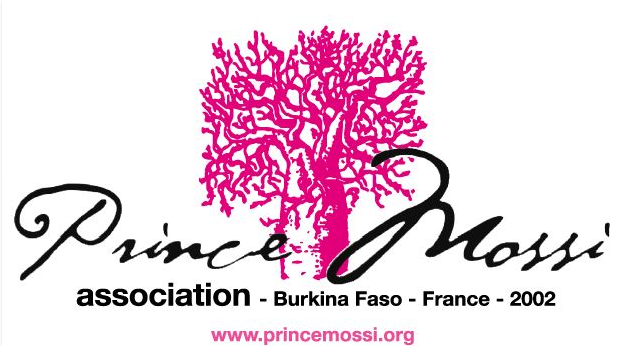 Prince Mossi
association - Burkina Faso - France - 2002
www.princemossi.org